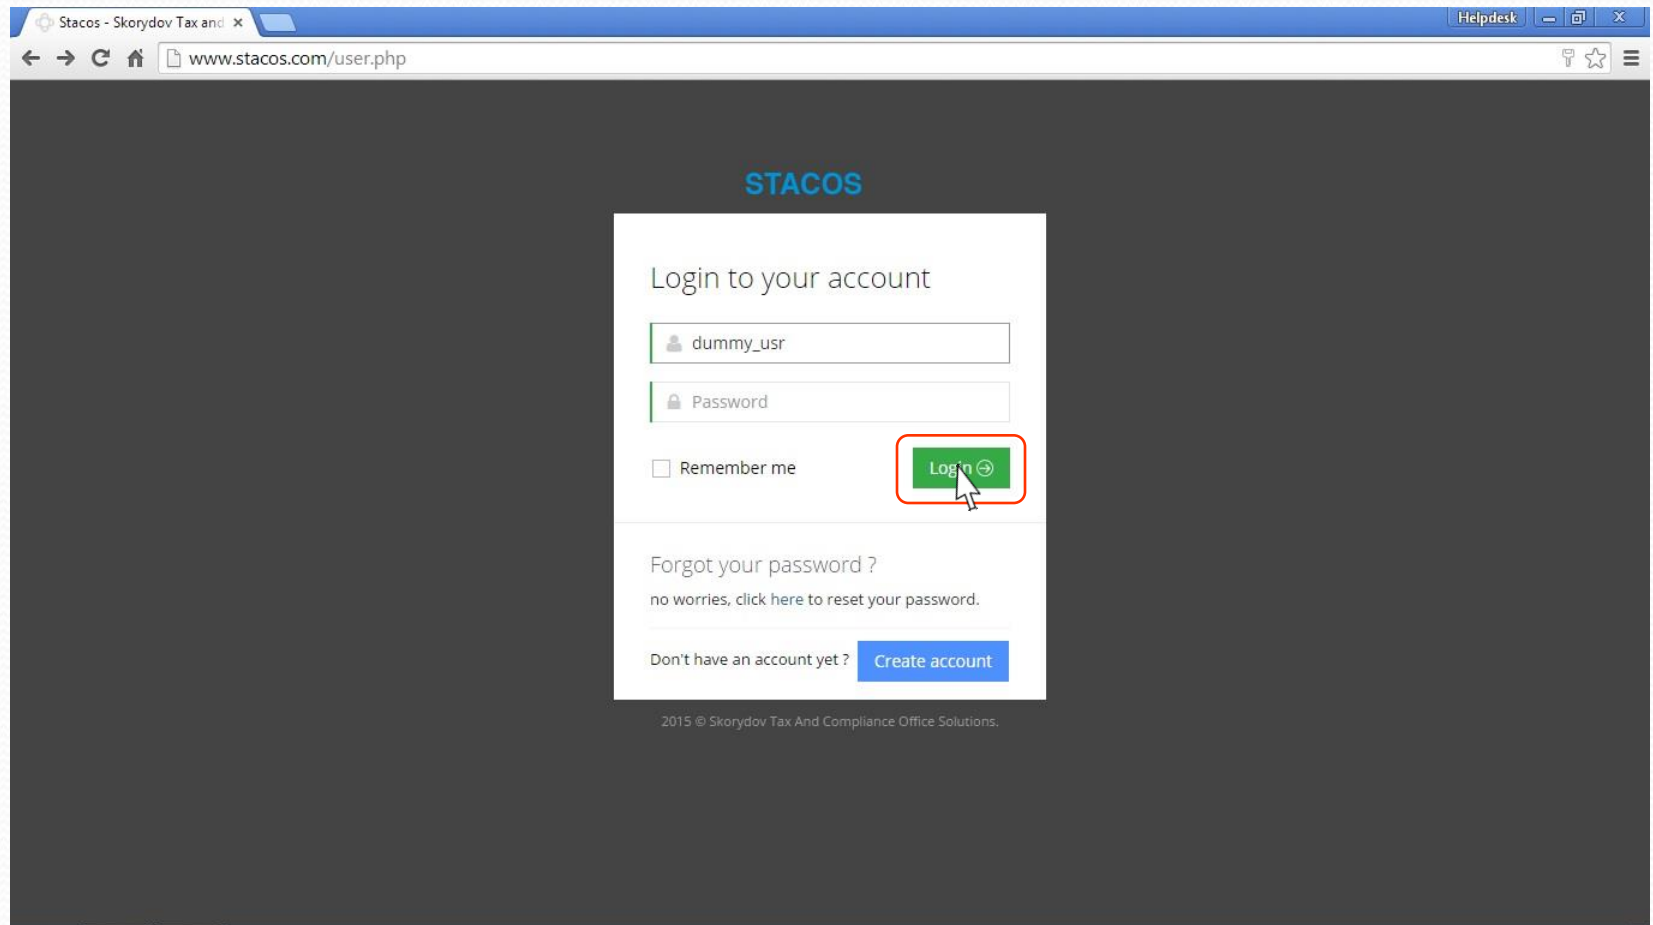 Stacos - Skorydov Tax and
Helpdesk
www.stacos.com/user.php
STACOS
Login to your account
dummy_usr
Password
Remember me
Login
Forgot your password ?
no worries, click here to reset your password.
Don't have an account yet ?
Create account
2015 © Skorydov Tax And Compliance Office Solutions.